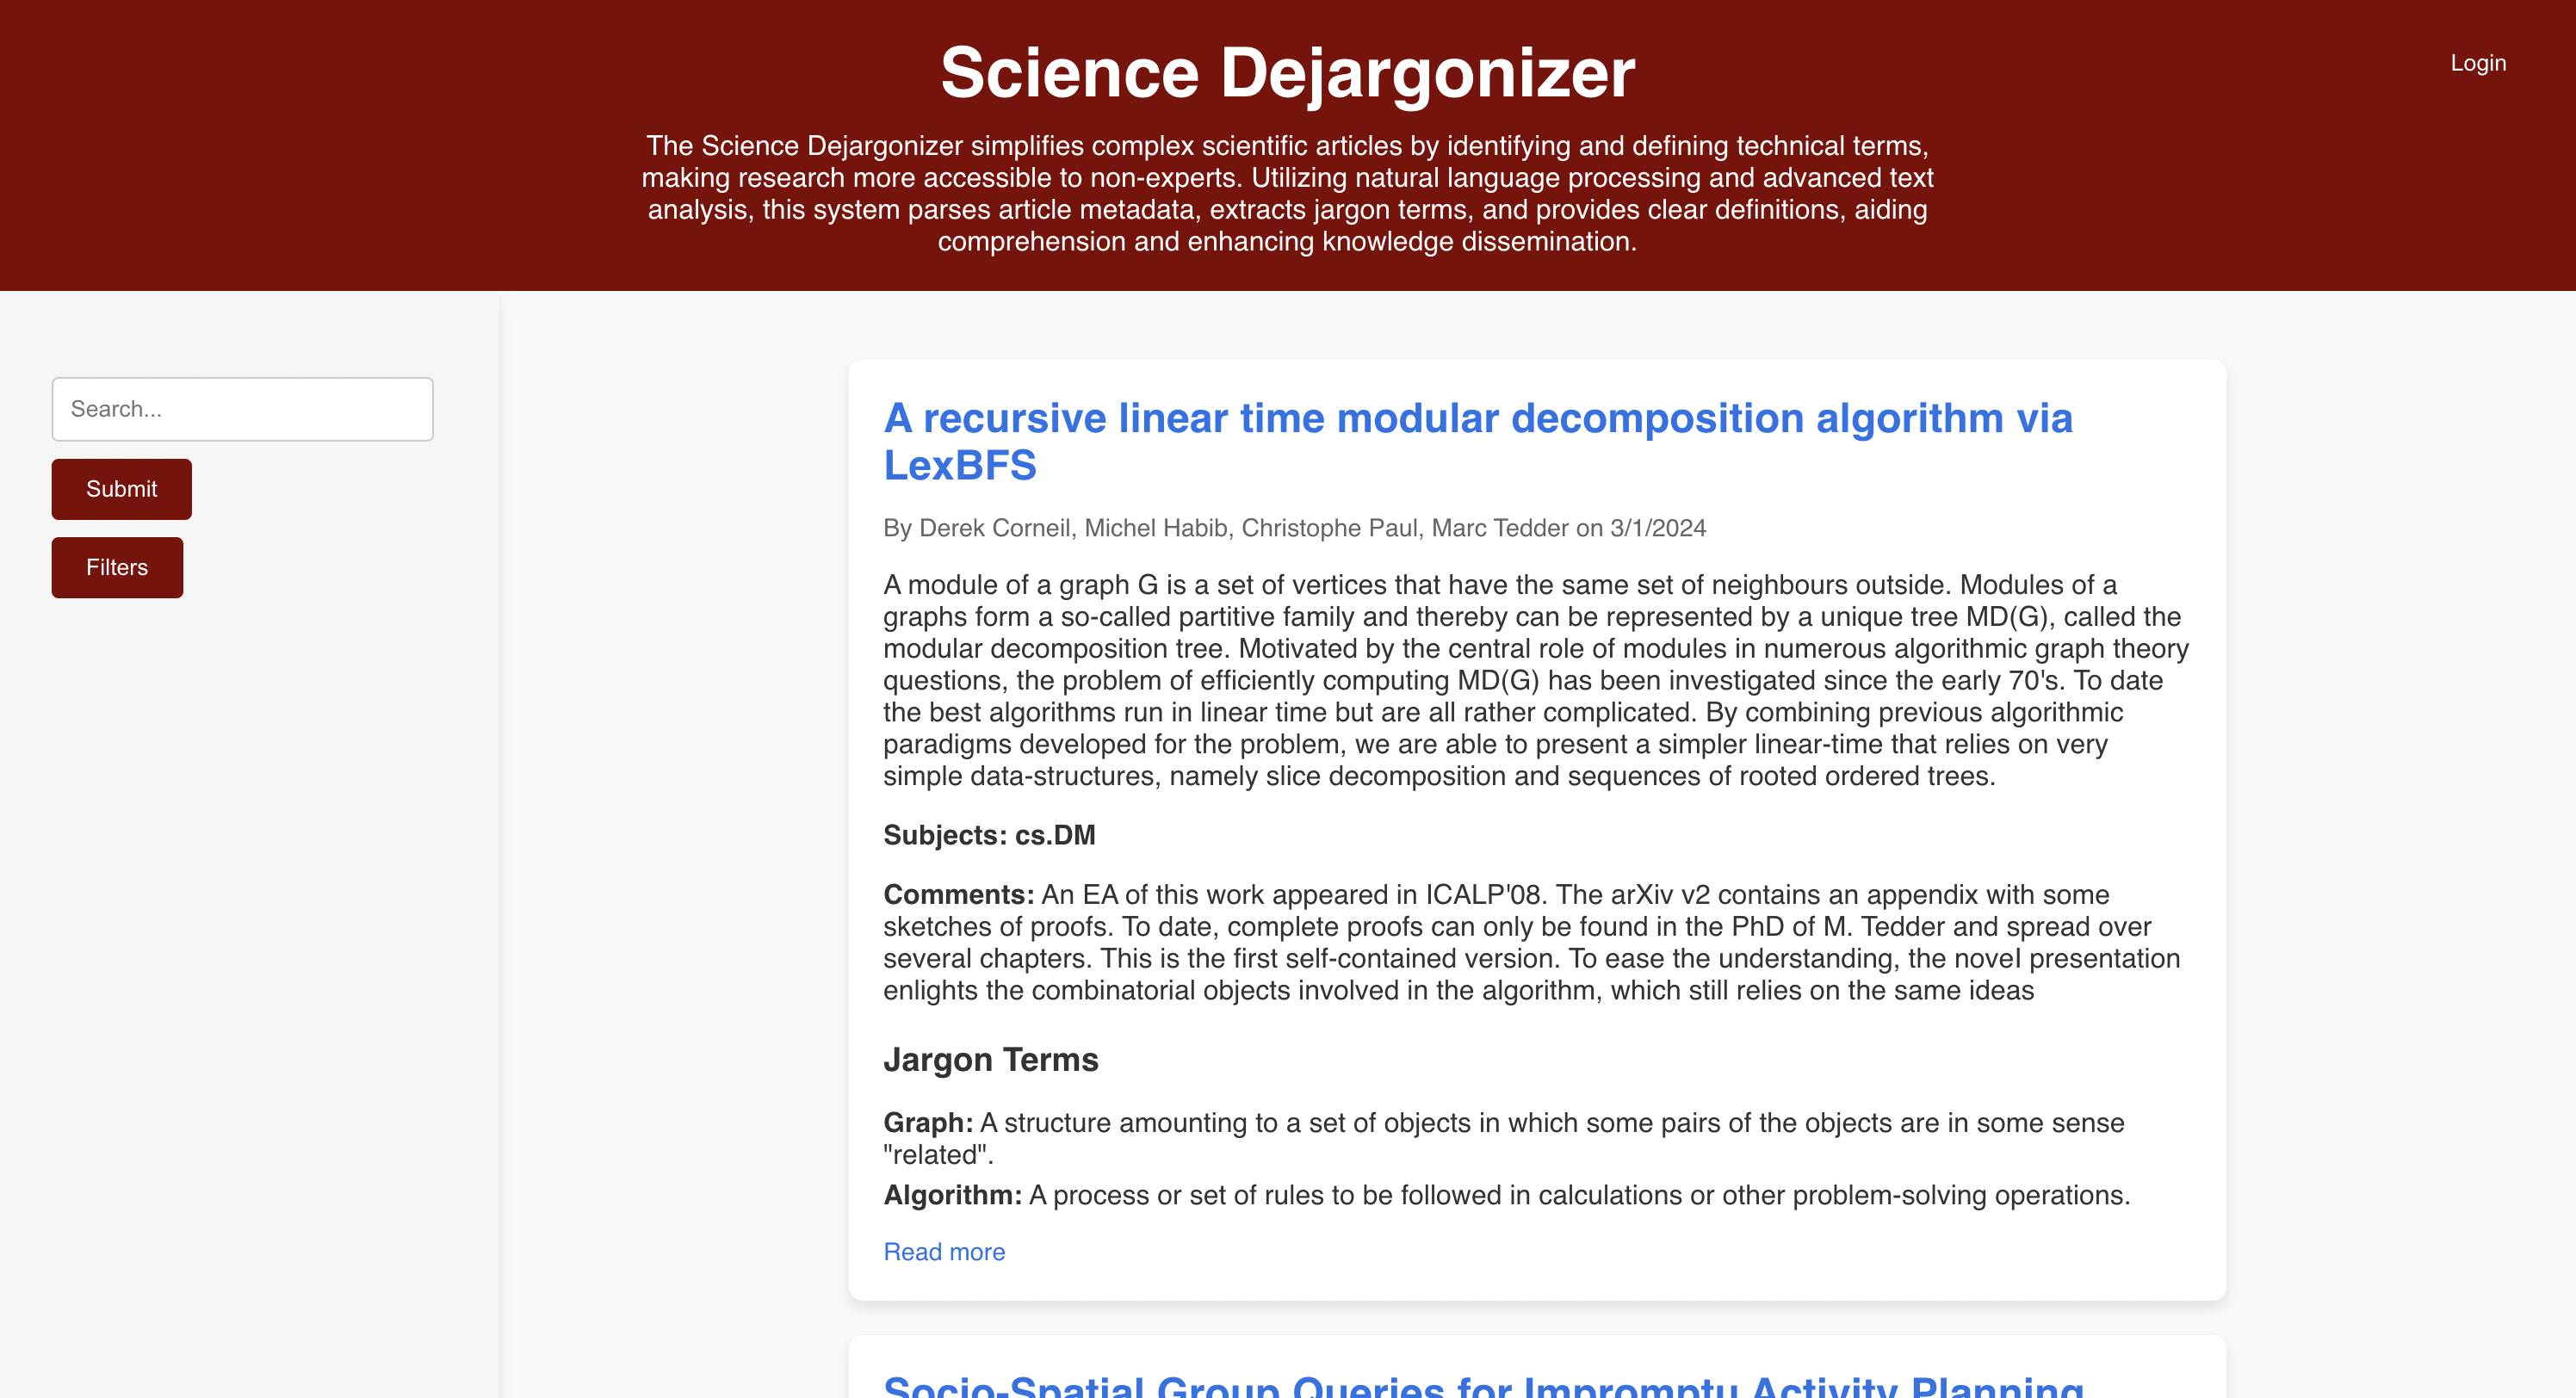 Science Dejargonizer
Login
The Science Dejargonizer simplifies complex scientific articles by identifying and defining technical terms,
making research more accessible to non-experts. Utilizing natural language processing and advanced text
analysis, this system parses article metadata, extracts jargon terms, and provides clear definitions, aiding
comprehension and enhancing knowledge dissemination.
Search...
Submit
Filters
A recursive linear time modular decomposition algorithm via
LexBFS
By Derek Corneil, Michel Habib, Christophe Paul, Marc Tedder on 3/1/2024
A module of a graph G is a set of vertices that have the same set of neighbours outside. Modules of a
graphs form a so-called partitive family and thereby can be represented by a unique tree MD(G), called the
modular decomposition tree. Motivated by the central role of modules in numerous algorithmic graph theory
questions, the problem of efficiently computing MD(G) has been investigated since the early 70's. To date
the best algorithms run in linear time but are all rather complicated. By combining previous algorithmic
paradigms developed for the problem, we are able to present a simpler linear-time that relies on very
simple data-structures, namely slice decomposition and sequences of rooted ordered trees.
Subjects: cs.DM
Comments: An EA of this work appeared in ICALP'08. The arXiv v2 contains an appendix with some
sketches of proofs. To date, complete proofs can only be found in the PhD of M. Tedder and spread over
several chapters. This is the first self-contained version. To ease the understanding, the novel presentation
enlights the combinatorial objects involved in the algorithm, which still relies on the same ideas
Jargon Terms
Graph: A structure amounting to a set of objects in which some pairs of the objects are in some sense
"related".
Algorithm: A process or set of rules to be followed in calculations or other problem-solving operations.
Read more
Socio-Spatial Group Queries for Impromptu Activity Planning